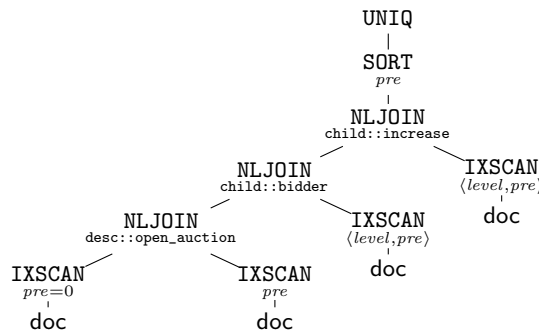 UNIQ
SORT
pre
NLJOIN
child::increase
NLJOIN
child::bidder
IXSCAN
⟨level,pre⟩
doc
NLJOIN
desc::open_auction
IXSCAN
⟨level,pre⟩
doc
IXSCAN
pre=0
doc
IXSCAN
pre
doc